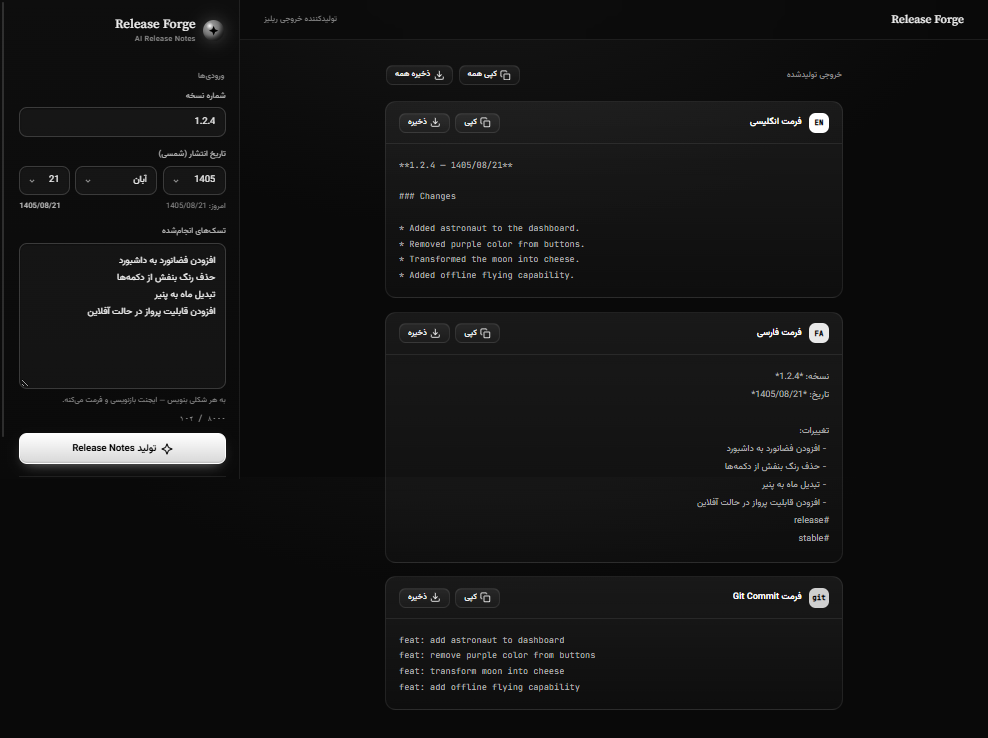 Release Forge
AI Release Notes
ورودی‌ها
شماره نسخه
1.2.4
تاریخ انتشار (شمسی)
1405
آبان
21
امروز: 1405/08/21
1405/08/21
تسک‌های انجام‌شده
افزودن فضانورد به داشبورد
حذف رنگ بنفش از دکمه‌ها
تبدیل ماه به پنیر
افزودن قابلیت پرواز در حالت آفلاین
به هر شکلی بنویس — ایجنت بازنویسی و فرمت می‌کنه.
۱۰۲ / ۸۰۰۰
تولید Release Notes
Release Forge
تولیدکننده خروجی ریلیز
خروجی تولیدشده
کپی همه
ذخیره همه
EN
فرمت انگلیسی
کپی
ذخیره
**1.2.4 — 1405/08/21**
### Changes
* Added astronaut to the dashboard.
* Removed purple color from buttons.
* Transformed the moon into cheese.
* Added offline flying capability.
FA
فرمت فارسی
کپی
ذخیره
نسخه: *1.2.4*
تاریخ: *1405/08/21*
تغییرات:
- افزودن فضانورد به داشبورد
- حذف رنگ بنفش از دکمه‌ها
- تبدیل ماه به پنیر
- افزودن قابلیت پرواز در حالت آفلاین
#release
#stable
git
فرمت Git Commit
کپی
ذخیره
feat: add astronaut to dashboard
feat: remove purple color from buttons
feat: transform moon into cheese
feat: add offline flying capability